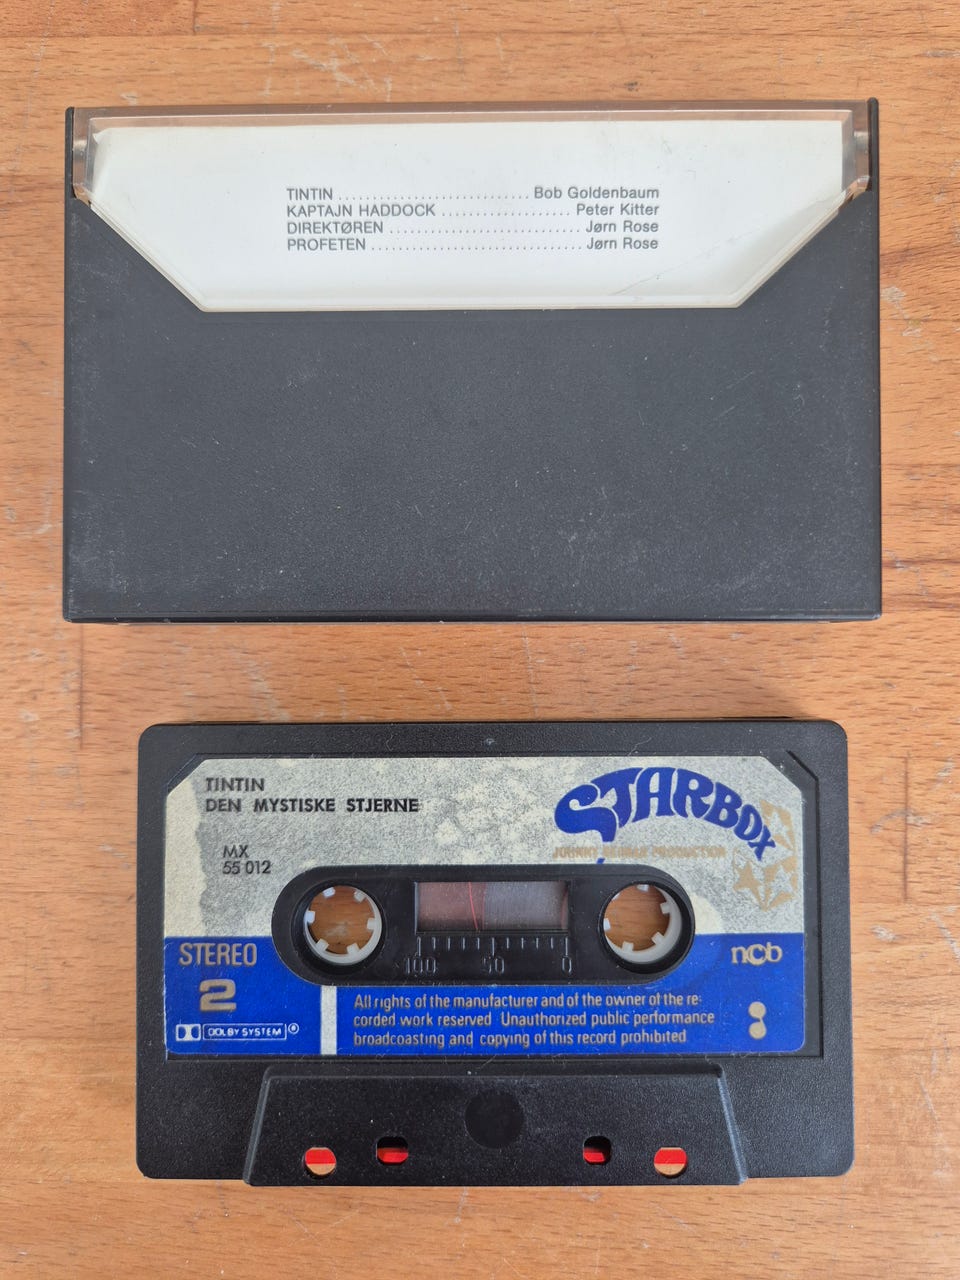 TINTIN ............................ Bob Goldenbaum
KAPTAJN HADDOCK .................. Peter Kitter
DIREKTØREN ........................... Jørn Rose
PROFETEN .............................. Jørn Rose
TINTIN
DEN MYSTISKE STJERNE
STARBOX
PRODUCTION
MX
55 012
100 50 0
STEREO
ncb
2
DOLBY SYSTEM ®
All rights of the manufacturer and of the owner of the re-
corded work reserved Unauthorized public performance
broadcasting and copying of this record prohibited